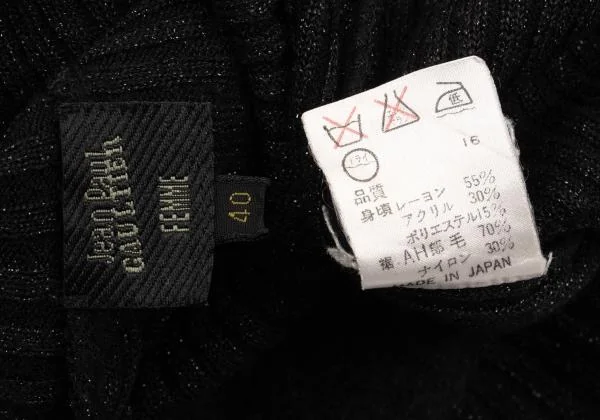 Jean Paul
GAULTIER
FEMME
40
低
ドライ
16
品質
身頃 レーヨン 55%
アクリル 30%
ポリエステル15%
裾.AH部 毛 70%
ナイロン 30%
MADE IN JAPAN